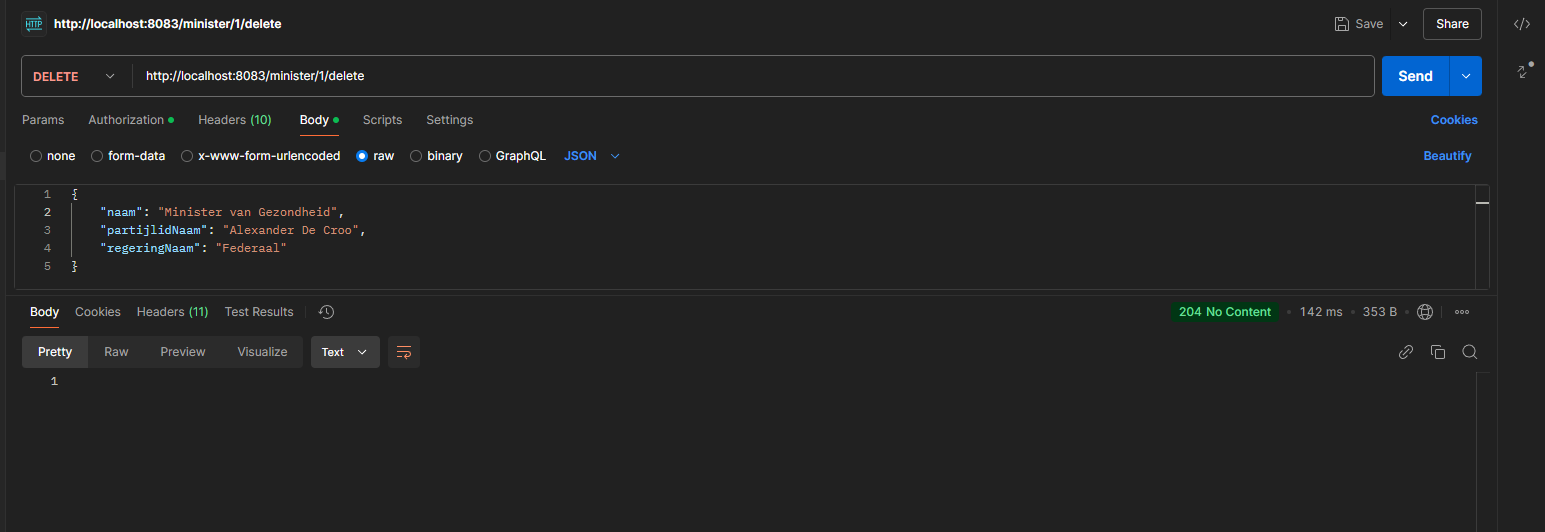 HTTP http://localhost:8083/minister/1/delete Save Share
DELETE http://localhost:8083/minister/1/delete Send
Params Authorization Headers (10) Body Scripts Settings Cookies
none form-data x-www-form-urlencoded raw binary GraphQL JSON Beautify
1 {
2 "naam": "Minister van Gezondheid",
3 "partijlidNaam": "Alexander De Croo",
4 "regeringNaam": "Federaal"
5 }
Body Cookies Headers (11) Test Results 204 No Content 142 ms 353 B
Pretty Raw Preview Visualize Text
1